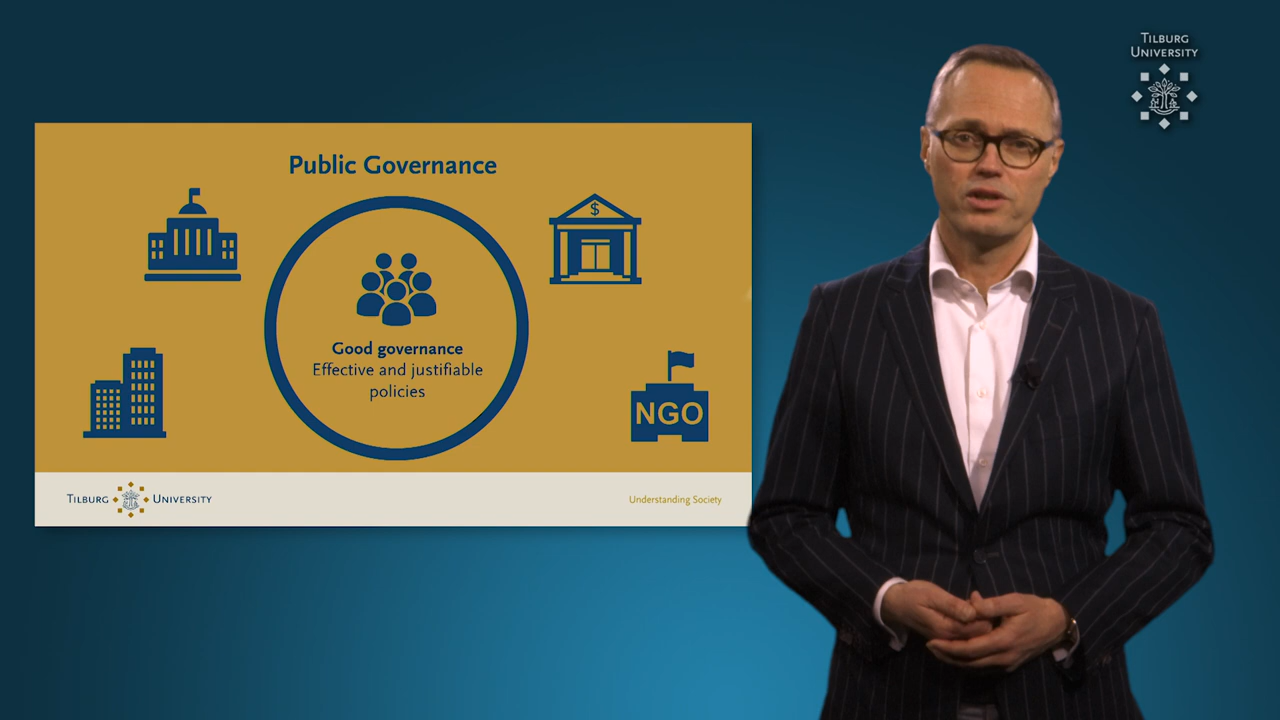 TILBURG
UNIVERSITY
Public Governance
$
Good governance
Effective and justifiable
policies
NGO
TILBURG UNIVERSITY
Understanding Society